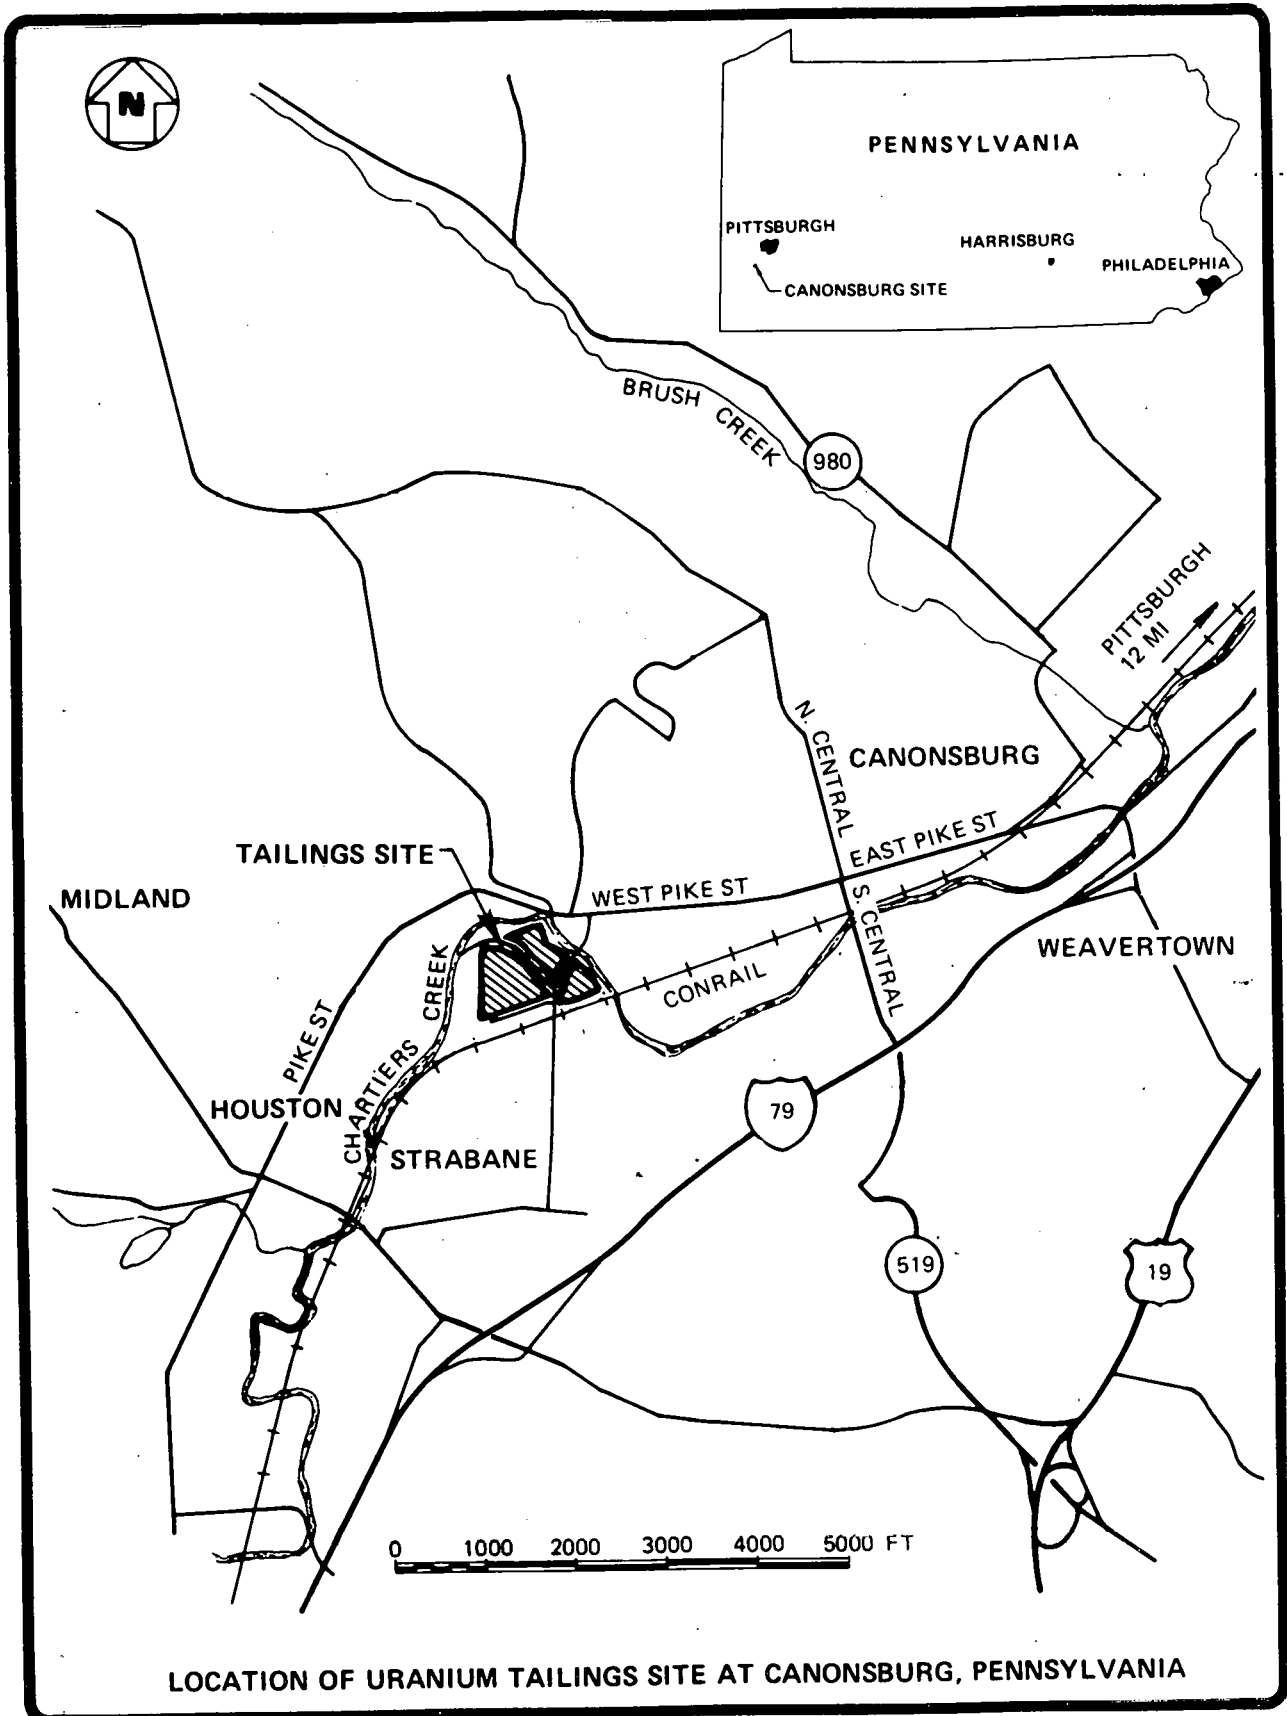 N
PENNSYLVANIA
PITTSBURGH
HARRISBURG
PHILADELPHIA
CANONSBURG SITE
BRUSH CREEK
980
PITTSBURGH
12 MI
N. CENTRAL
CANONSBURG
EAST PIKE ST
TAILINGS SITE
WEST PIKE ST
MIDLAND
S. CENTRAL
WEAVERTOWN
CONRAIL
CHARTIERS CREEK
PIKE ST
HOUSTON
79
STRABANE
519
19
0 1000 2000 3000 4000 5000 FT
LOCATION OF URANIUM TAILINGS SITE AT CANONSBURG, PENNSYLVANIA